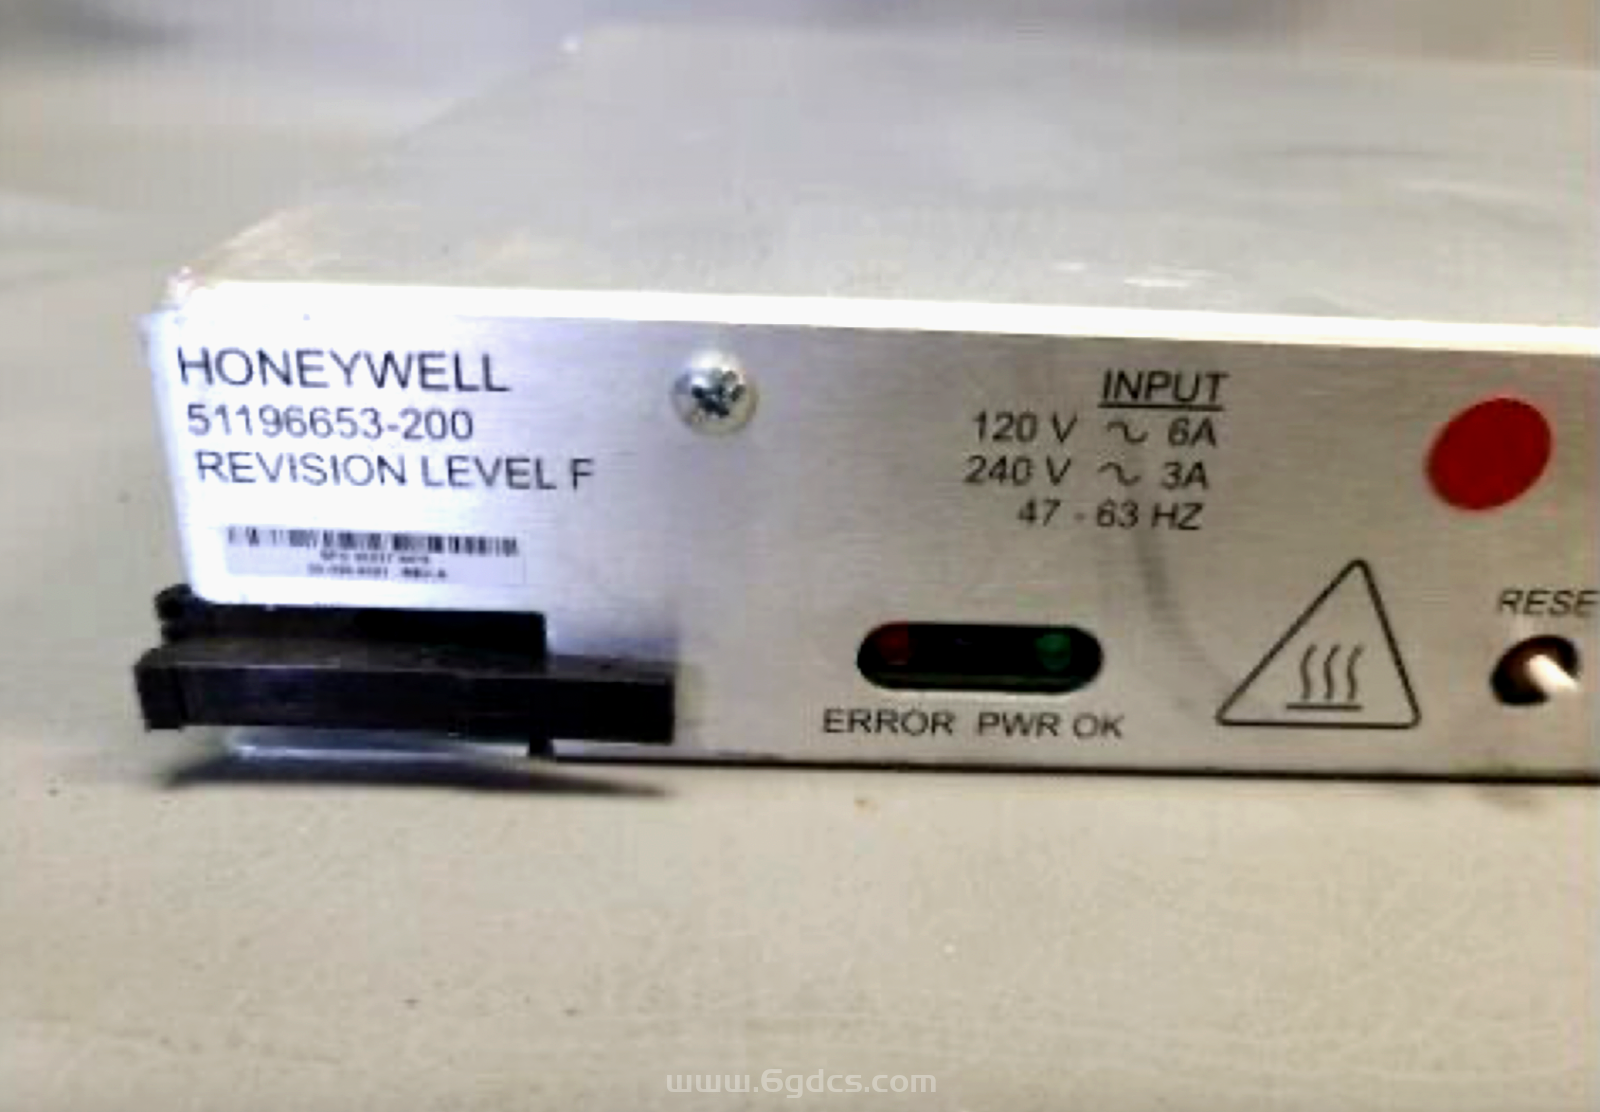 HONEYWELL
51196653-200
REVISION LEVEL F
INPUT
120 V ~ 6A
240 V ~ 3A
47 - 63 HZ
RESE
ERROR PWR OK
www.6gdcs.com